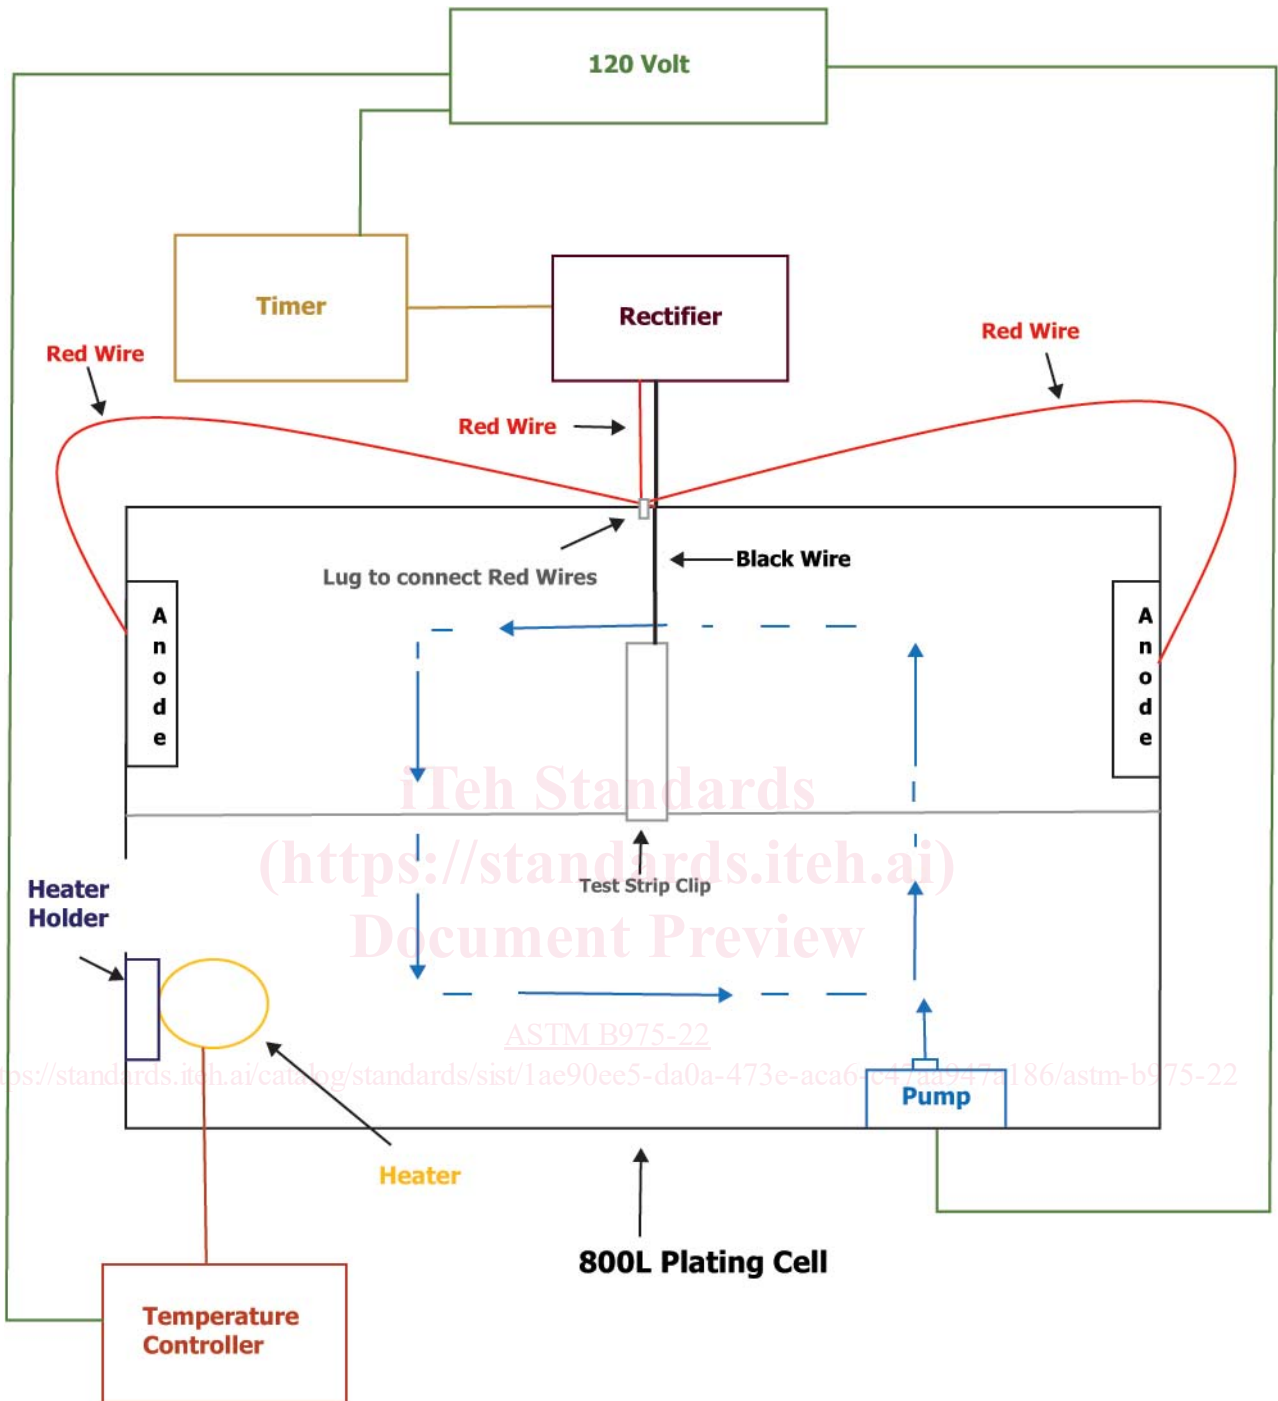 120 Volt
Timer
Rectifier
Red Wire
Red Wire
Red Wire
Lug to connect Red Wires
Black Wire
A
n
o
d
e
A
n
o
d
e
iTeh Standards
(https://standards.iteh.ai)
Test Strip Clip
Heater
Holder
Document Preview
ASTM B975-22
tps://standards.iteh.ai/catalog/standards/sist/1ae90ee5-da0a-473e-aca6-c47aa947a186/astm-b975-22
Pump
Heater
800L Plating Cell
Temperature
Controller